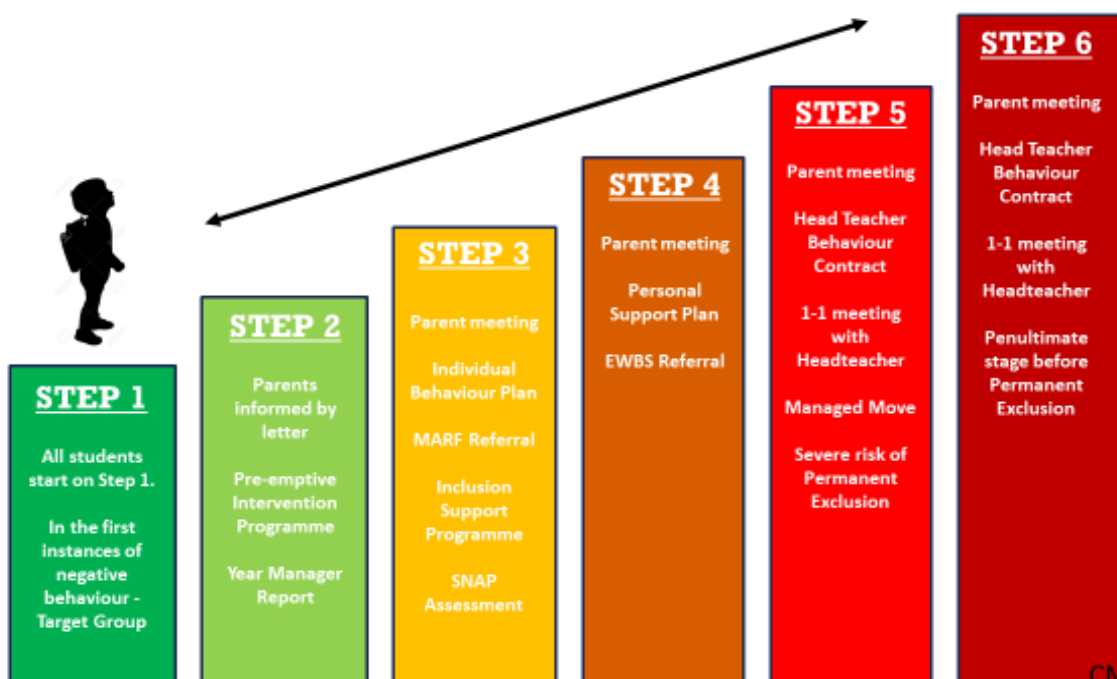 STEP 1
All students
start on Step 1.
In the first
instances of
negative
behaviour -
Target Group
STEP 2
Parents
informed by
letter
Pre-emptive
Intervention
Programme
Year Manager
Report
STEP 3
Parent meeting
Individual
Behaviour Plan
MARF Referral
Inclusion
Support
Programme
SNAP
Assessment
STEP 4
Parent meeting
Personal
Support Plan
EWBS Referral
STEP 5
Parent meeting
Head Teacher
Behaviour
Contract
1-1 meeting
with
Headteacher
Managed Move
Severe risk of
Permanent
Exclusion
STEP 6
Parent meeting
Head Teacher
Behaviour
Contract
1-1 meeting
with
Headteacher
Penultimate
stage before
Permanent
Exclusion